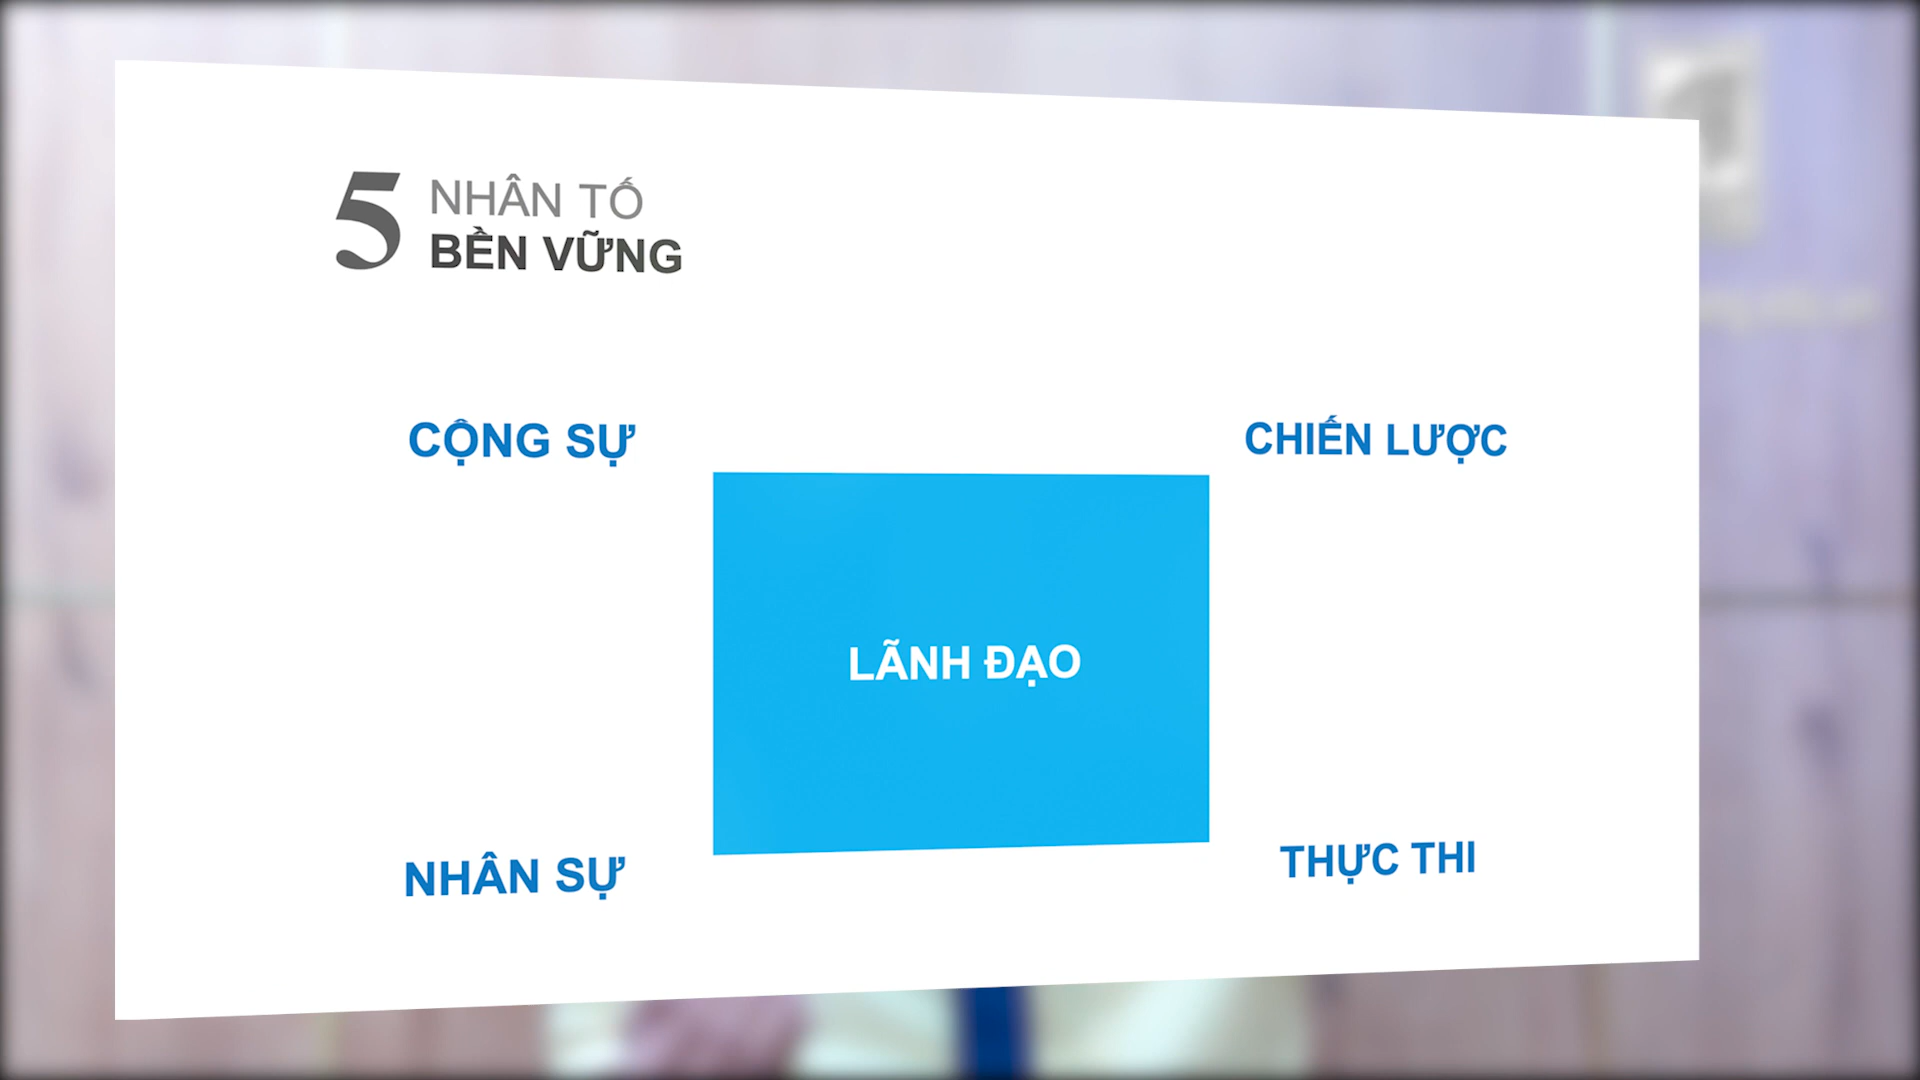 5 NHÂN TỐ
BỀN VỮNG
CỘNG SỰ
CHIẾN LƯỢC
LÃNH ĐẠO
NHÂN SỰ
THỰC THI